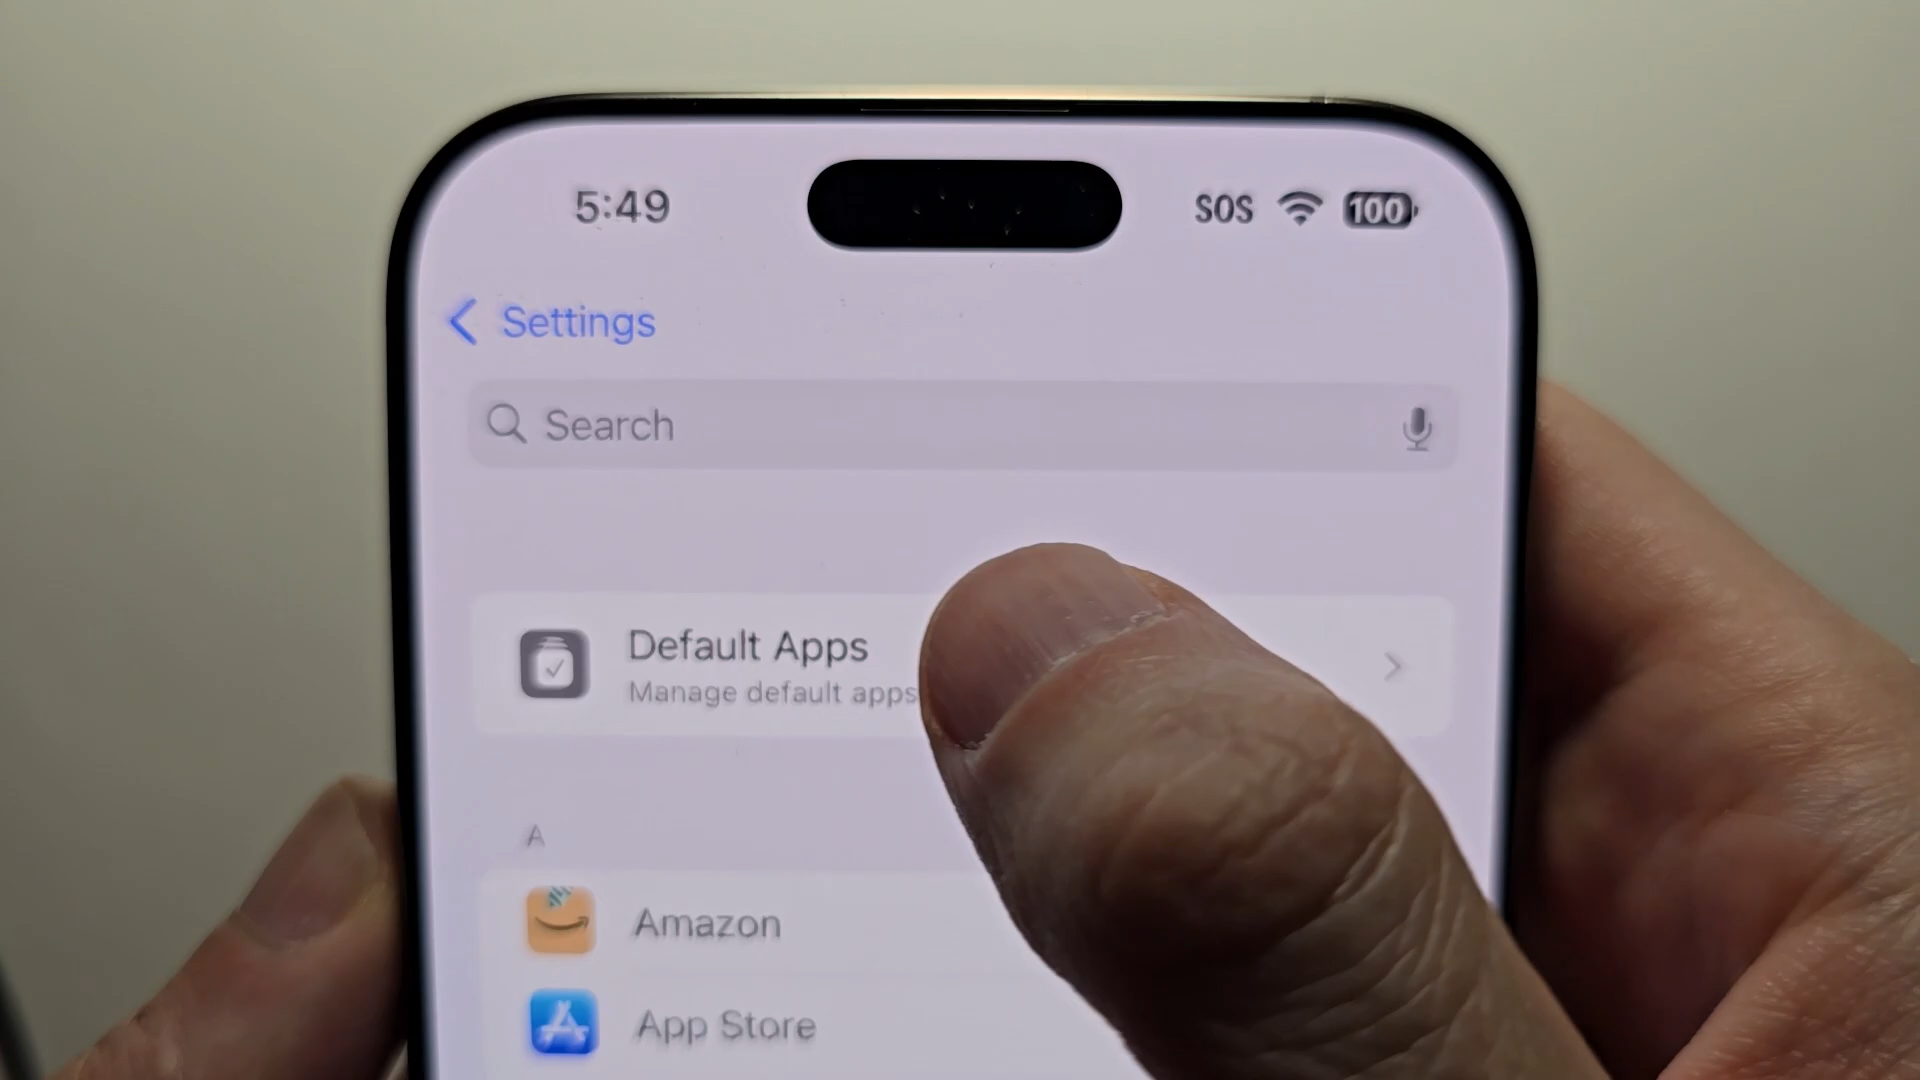 5:49 SOS 100
Settings
Search
Default Apps
Manage default apps
A
Amazon
App Store